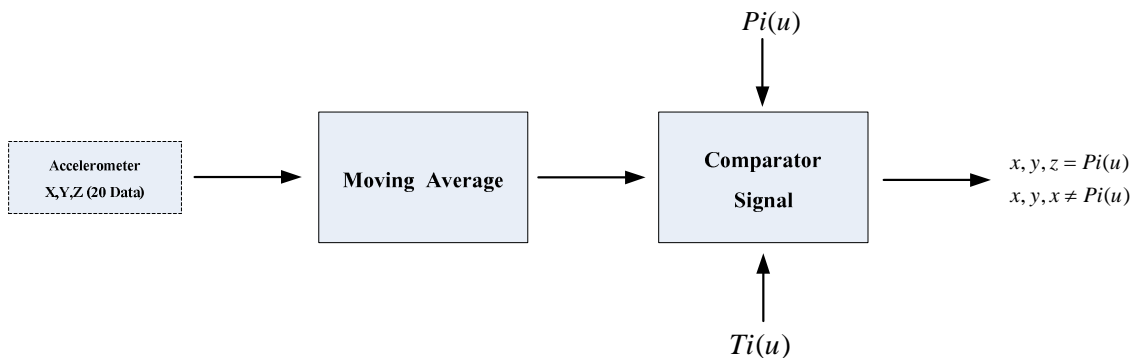 Pi(u)
Accelerometer
X,Y,Z (20 Data)
Moving Average
Comparator
Signal
x, y, z = Pi(u)
x, y, x ≠ Pi(u)
Ti(u)